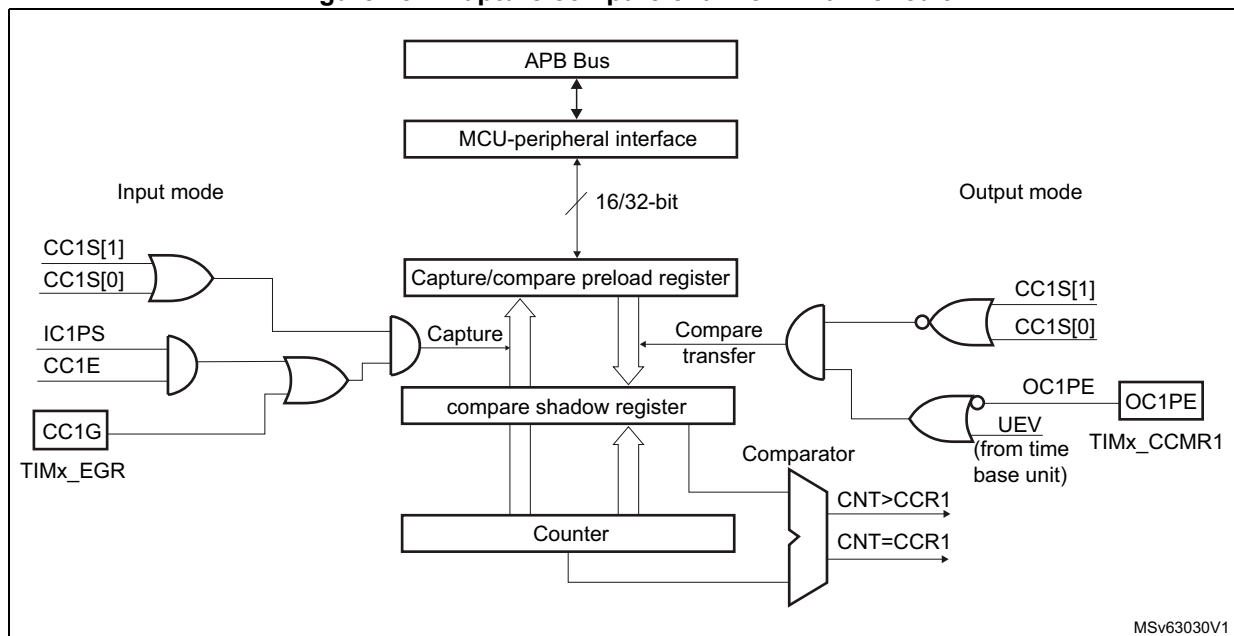 APB Bus
MCU-peripheral interface
16/32-bit
Input mode
Output mode
CC1S[1]
CC1S[0]
IC1PS
CC1E
CC1G
TIMx_EGR
Capture
Capture/compare preload register
Compare
transfer
compare shadow register
Counter
Comparator
CNT>CCR1
CNT=CCR1
CC1S[1]
CC1S[0]
OC1PE
OC1PE
UEV
(from time
base unit)
TIMx_CCMR1
MSv63030V1